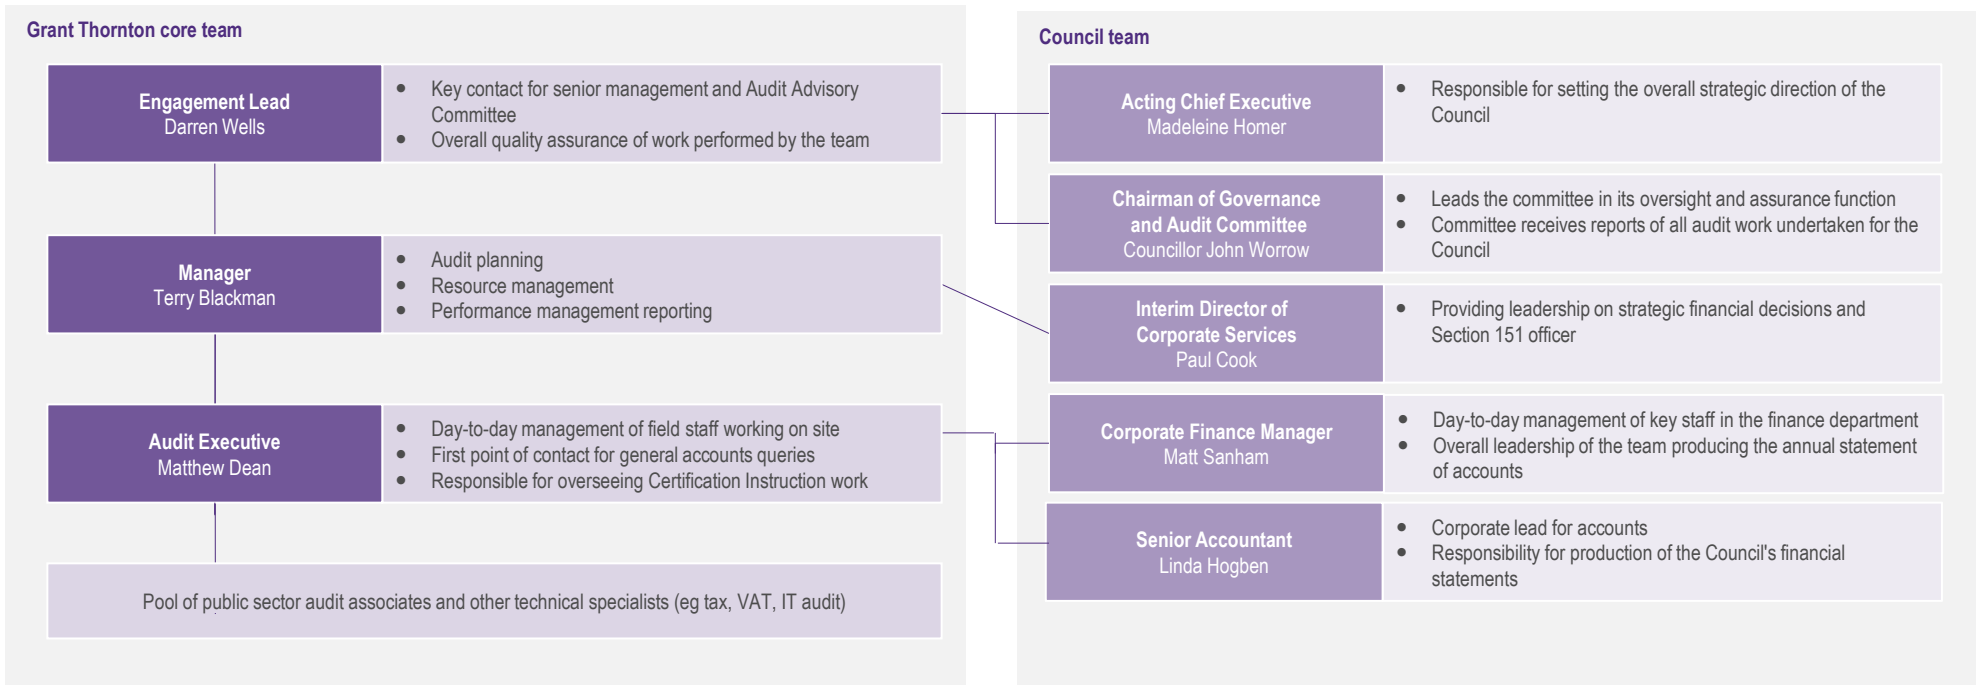 Grant Thornton core team
Engagement Lead
Darren Wells
• Key contact for senior management and Audit Advisory
Committee
• Overall quality assurance of work performed by the team
Manager
Terry Blackman
• Audit planning
• Resource management
• Performance management reporting
Audit Executive
Matthew Dean
• Day-to-day management of field staff working on site
• First point of contact for general accounts queries
• Responsible for overseeing Certification Instruction work
Pool of public sector audit associates and other technical specialists (eg tax, VAT, IT audit)
Council team
Acting Chief Executive
Madeleine Homer
• Responsible for setting the overall strategic direction of the
Council
Chairman of Governance
and Audit Committee
Councillor John Worrow
• Leads the committee in its oversight and assurance function
• Committee receives reports of all audit work undertaken for the
Council
Interim Director of
Corporate Services
Paul Cook
• Providing leadership on strategic financial decisions and
Section 151 officer
Corporate Finance Manager
Matt Sanham
• Day-to-day management of key staff in the finance department
• Overall leadership of the team producing the annual statement
of accounts
Senior Accountant
Linda Hogben
• Corporate lead for accounts
• Responsibility for production of the Council's financial
statements